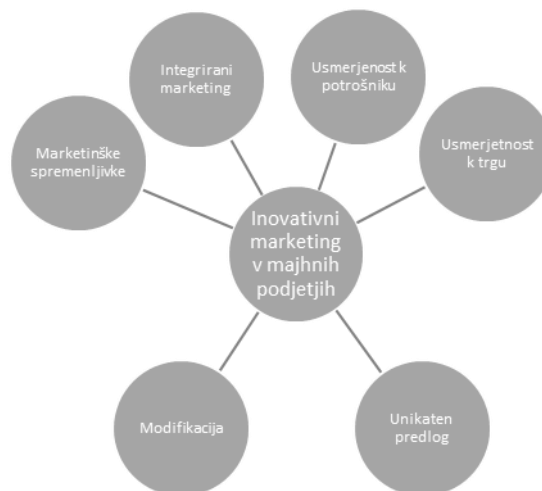 Integrirani
marketing
Usmerjenost k
potrošniku
Marketinške
spremenljivke
Usmerjetnost
k trgu
Inovativni
marketing
v majhnih
podjetjih
Modifikacija
Unikaten
predlog